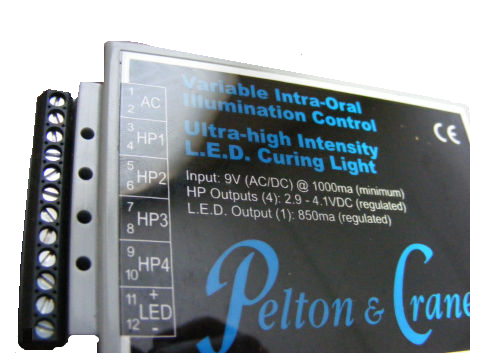 Variable Intra-Oral
Illumination Control
Ultra-high Intensity
L.E.D. Curing Light
Input: 9V (AC/DC) @ 1000ma (minimum)
HP Outputs (4): 2.9 - 4.1VDC (regulated)
L.E.D. Output (1): 850ma (regulated)
CE
1
AC
2
3
HP1
4
5
HP2
6
7
HP3
8
9
HP4
10
11 +
LED
12 -
Pelton & Crane